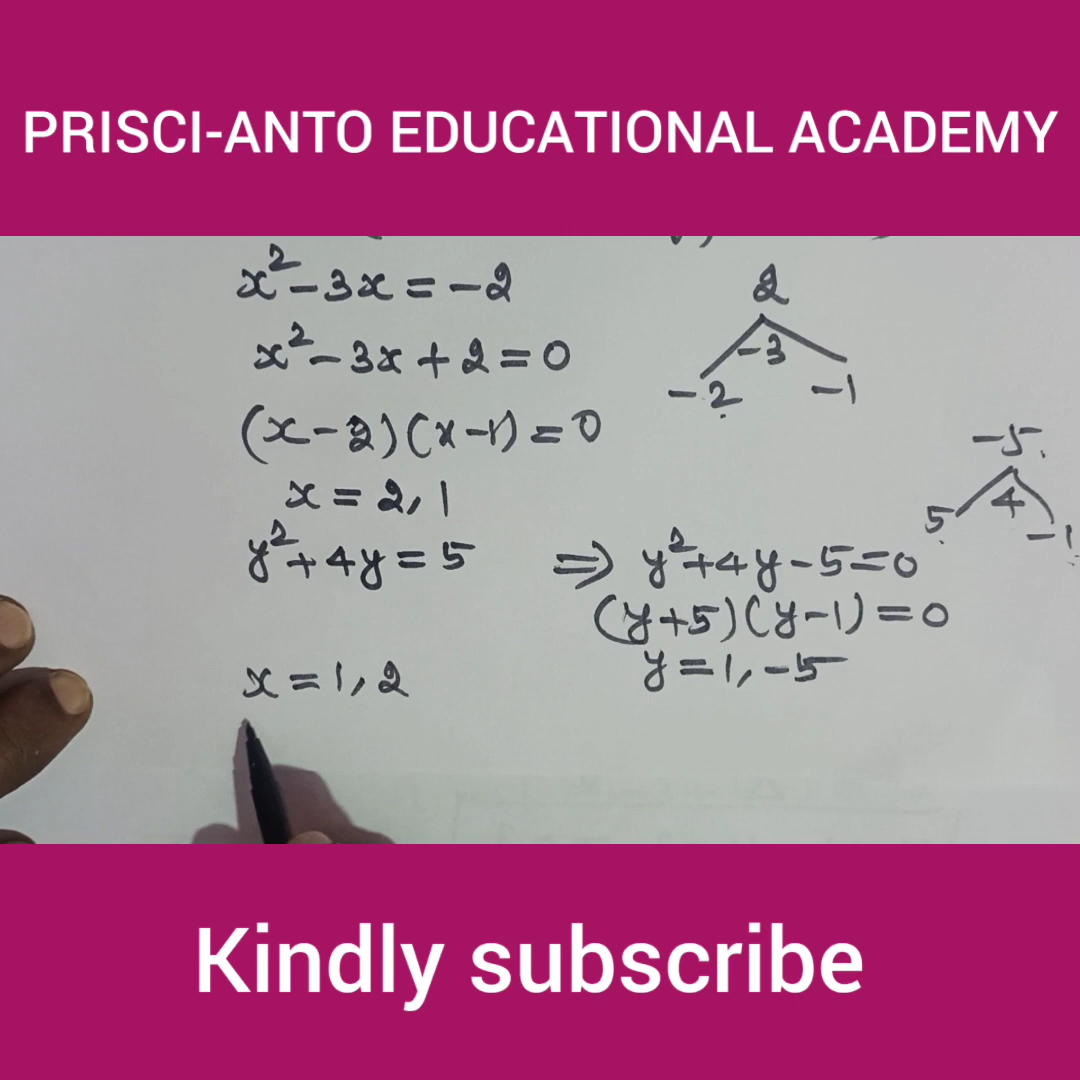 PRISCI-ANTO EDUCATIONAL ACADEMY
x² - 3x = -2
2
x² - 3x + 2 = 0
-3
-2 -1
(x-2)(x-1) = 0
-5
x = 2, 1
4
5 -1
y² + 4y = 5 ⇒ y² + 4y - 5 = 0
(y+5)(y-1) = 0
x = 1, 2
y = 1, -5
Kindly subscribe